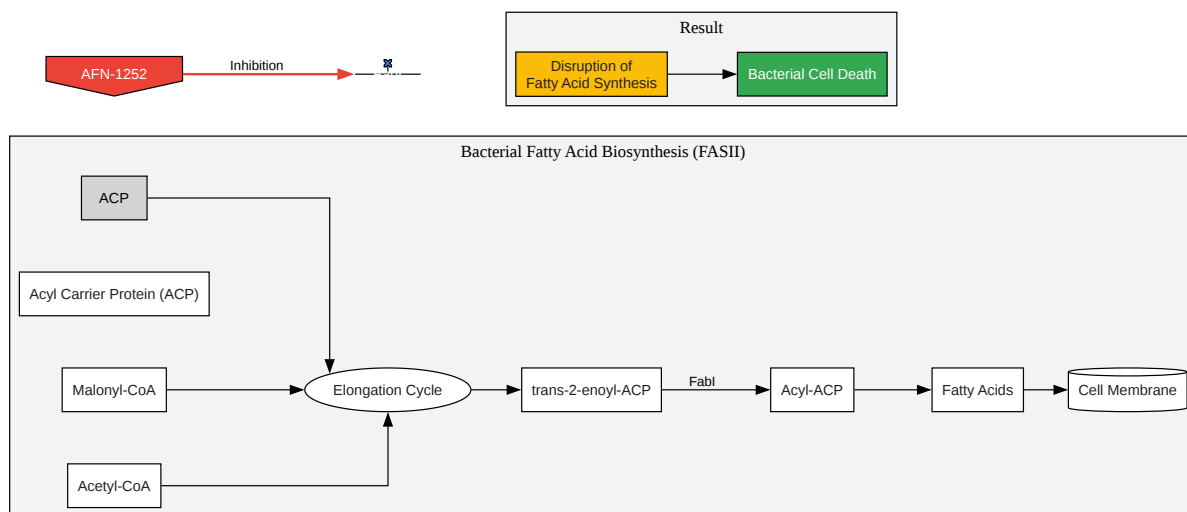 Result
AFN-1252
Inhibition
Disruption of
Fatty Acid Synthesis
Bacterial Cell Death
Bacterial Fatty Acid Biosynthesis (FASII)
ACP
Acyl Carrier Protein (ACP)
Malonyl-CoA
Elongation Cycle
trans-2-enoyl-ACP
FabI
Acyl-ACP
Fatty Acids
Cell Membrane
Acetyl-CoA